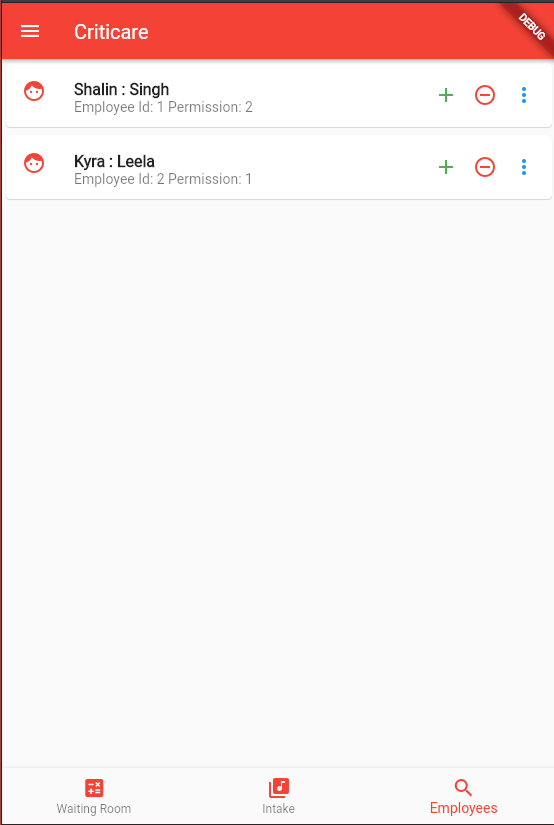 Criticare
DEBUG
Shalin : Singh
Employee Id: 1 Permission: 2
Kyra : Leela
Employee Id: 2 Permission: 1
Waiting Room
Intake
Employees